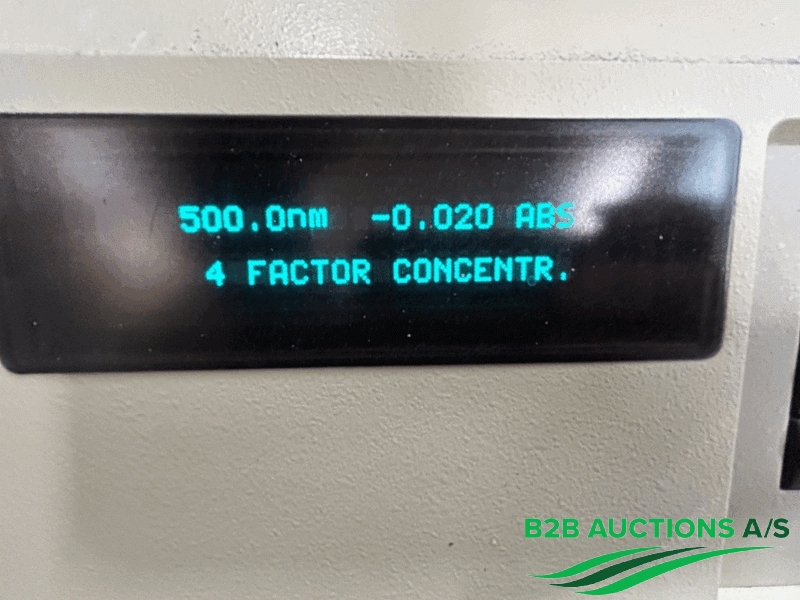 500.0nm -0.020 ABS
4 FACTOR CONCENTR.
B2B AUCTIONS A/S